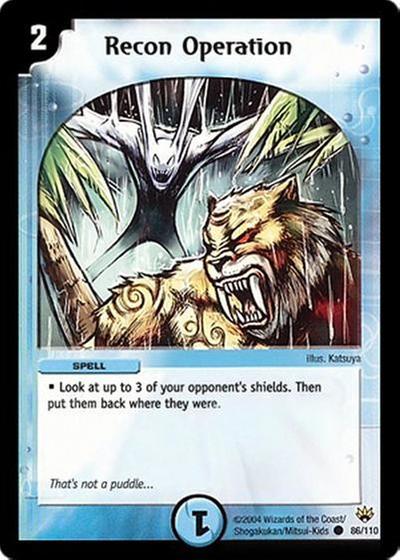 2
Recon Operation
illus. Katsuya
SPELL
▪ Look at up to 3 of your opponent's shields. Then
put them back where they were.
That's not a puddle...
1
©2004 Wizards of the Coast/
Shogakukan/Mitsui-Kids ● 86/110